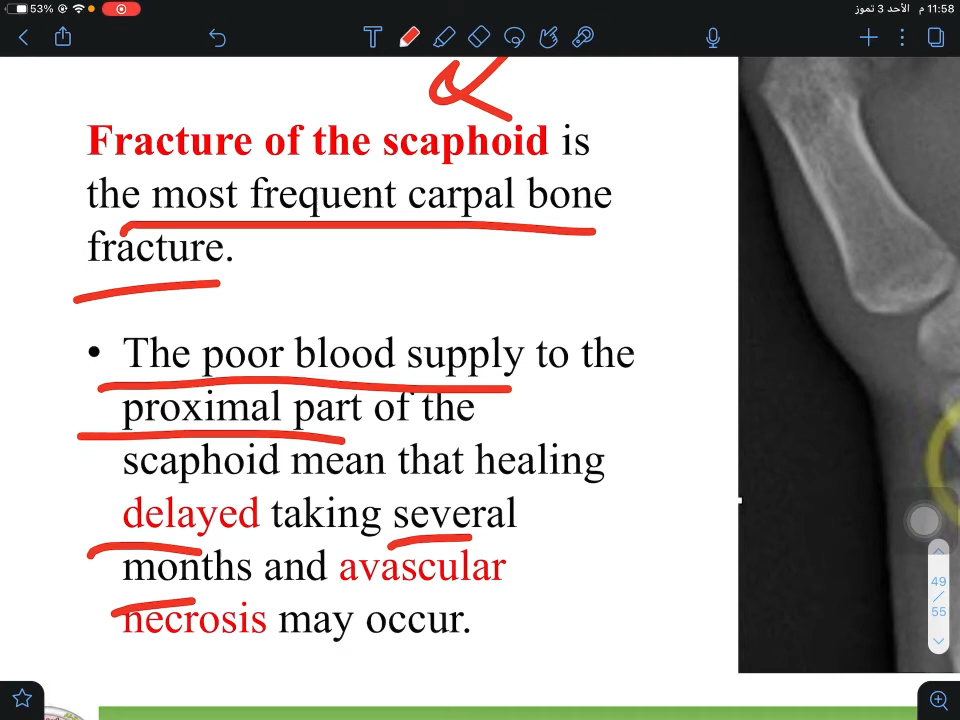 53%
الأحد 3 تموز
11:58 م
T
Fracture of the scaphoid is
the most frequent carpal bone
fracture.
• The poor blood supply to the
proximal part of the
scaphoid mean that healing
delayed taking several
months and avascular
necrosis may occur.
49
/
55